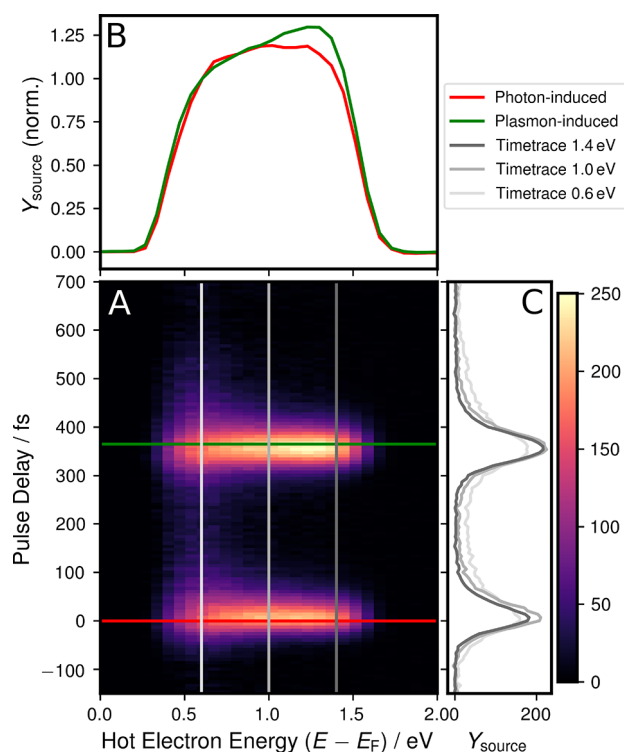 B
Y_source (norm.)
1.25
1.00
0.75
0.50
0.25
0.00
Photon-induced
Plasmon-induced
Timetrace 1.4 eV
Timetrace 1.0 eV
Timetrace 0.6 eV
A
Pulse Delay / fs
700
600
500
400
300
200
100
0
−100
0.0 0.5 1.0 1.5 2.0
Hot Electron Energy (E − E_F) / eV
C
0 200
Y_source
250
200
150
100
50
0